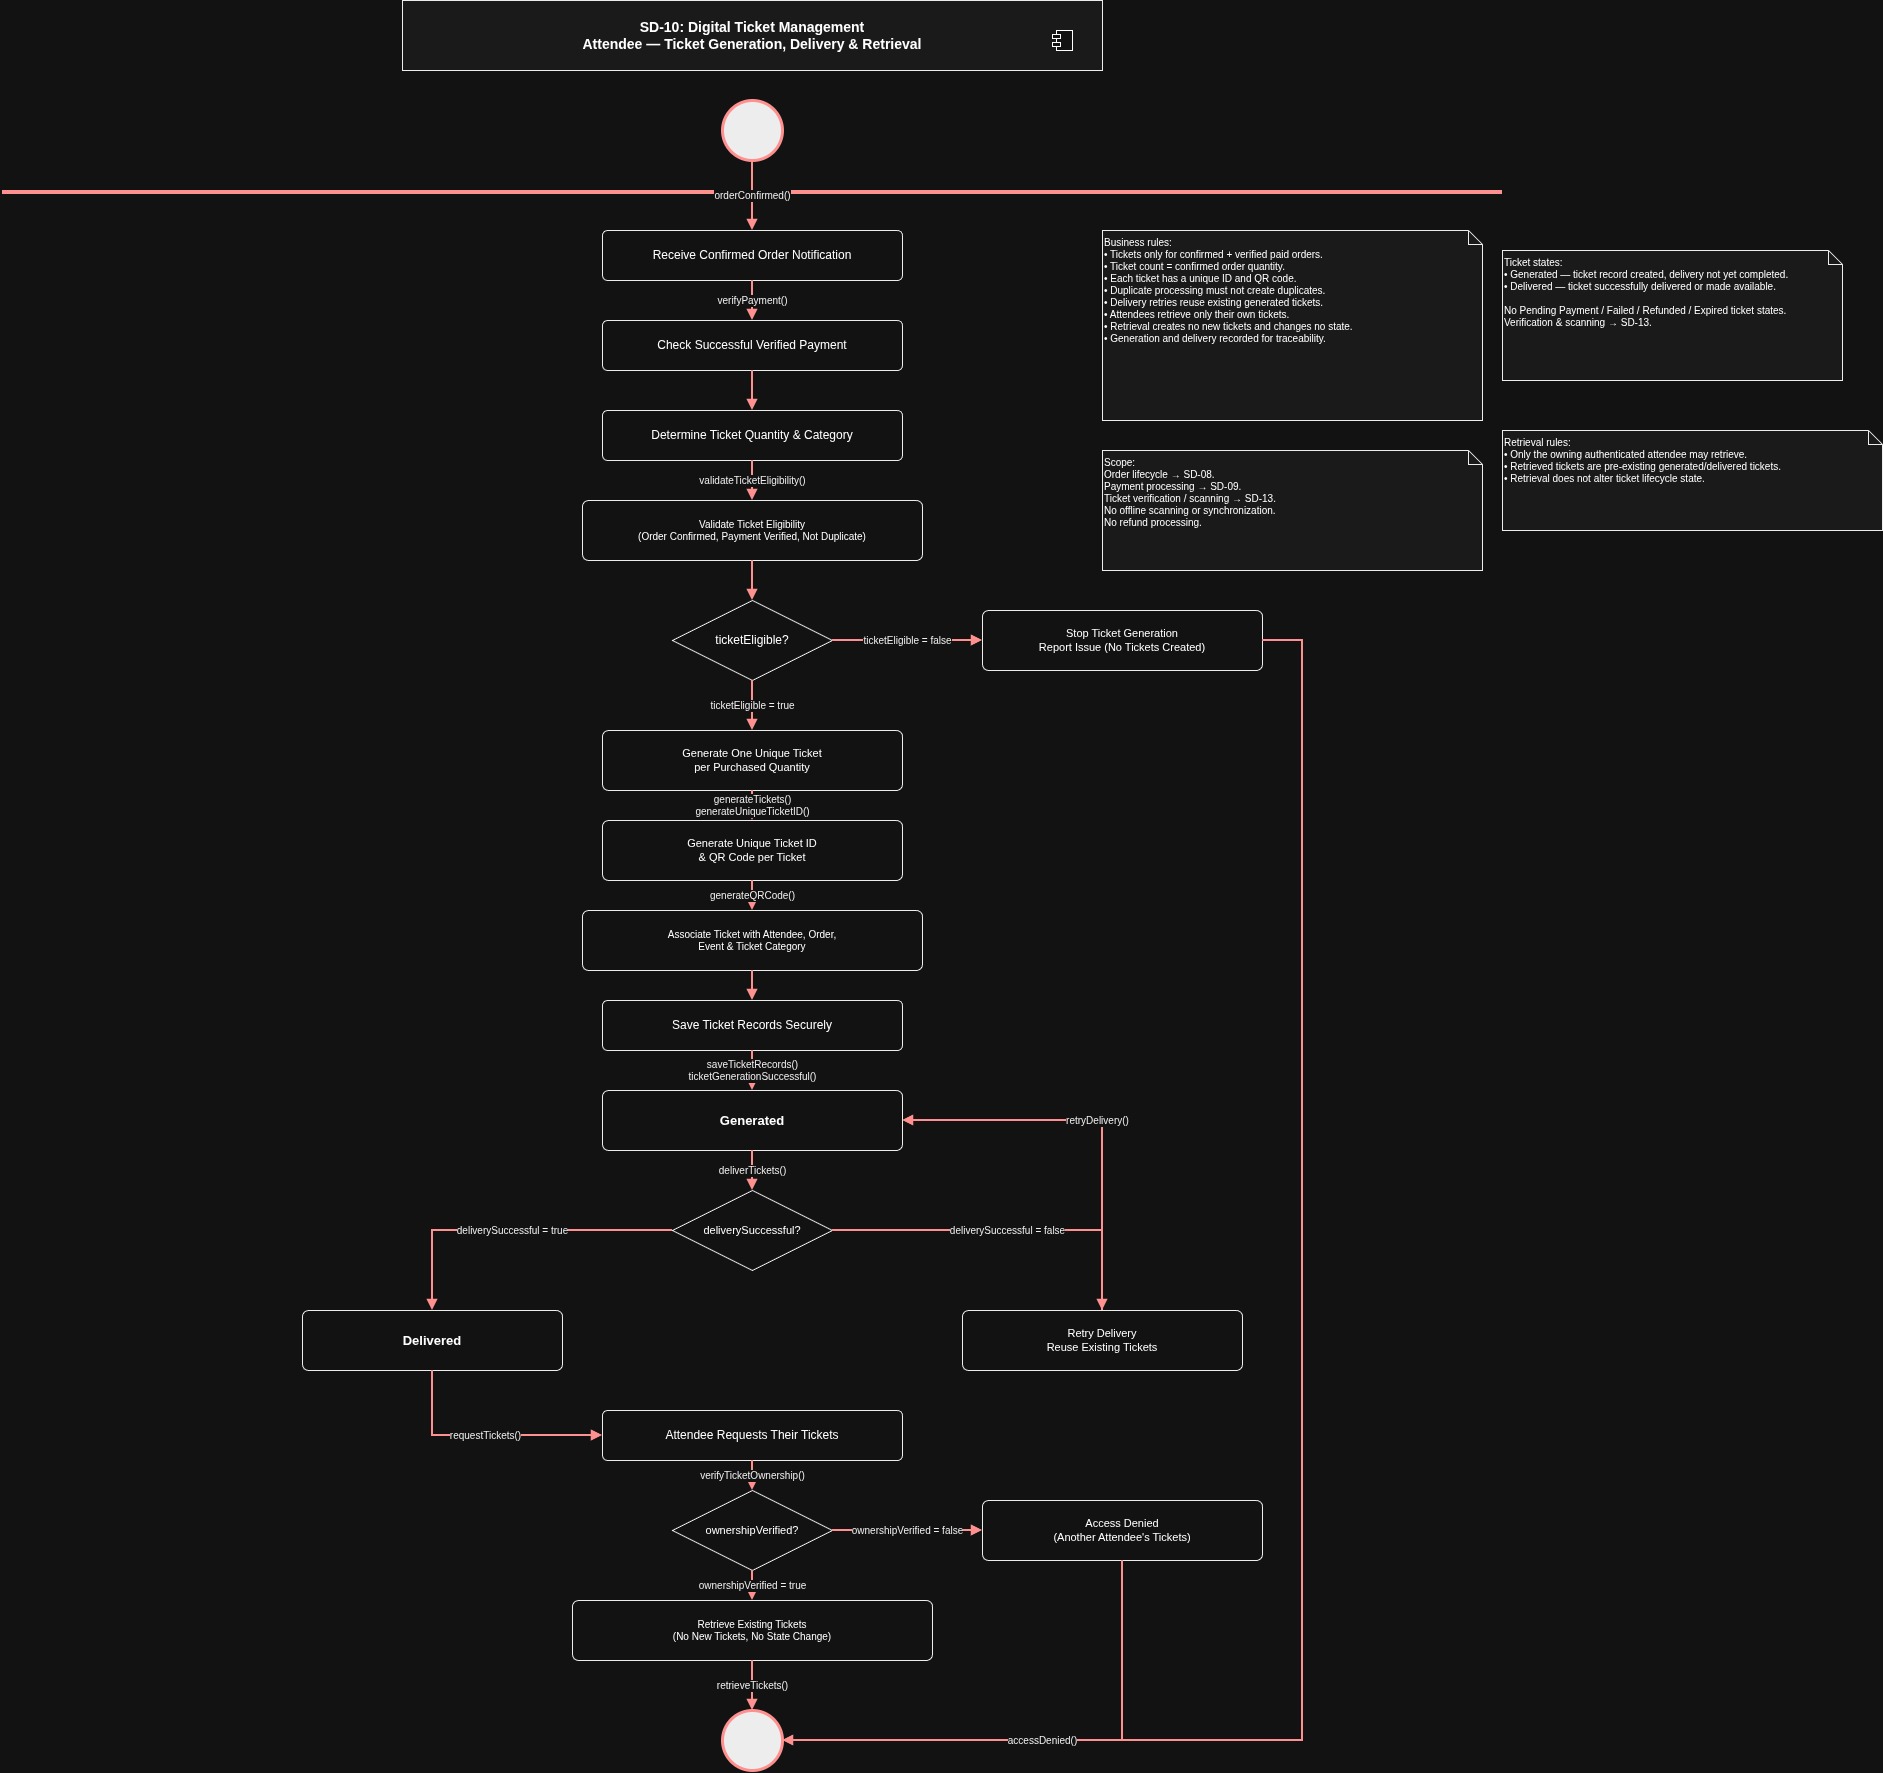 SD-10: Digital Ticket Management
Attendee — Ticket Generation, Delivery & Retrieval
orderConfirmed()
Receive Confirmed Order Notification
verifyPayment()
Check Successful Verified Payment
Determine Ticket Quantity & Category
validateTicketEligibility()
Validate Ticket Eligibility
(Order Confirmed, Payment Verified, Not Duplicate)
Business rules:
• Tickets only for confirmed + verified paid orders.
• Ticket count = confirmed order quantity.
• Each ticket has a unique ID and QR code.
• Duplicate processing must not create duplicates.
• Delivery retries reuse existing generated tickets.
• Attendees retrieve only their own tickets.
• Retrieval creates no new tickets and changes no state.
• Generation and delivery recorded for traceability.
Ticket states:
• Generated — ticket record created, delivery not yet completed.
• Delivered — ticket successfully delivered or made available.
No Pending Payment / Failed / Refunded / Expired ticket states.
Verification & scanning → SD-13.
Scope:
Order lifecycle → SD-08.
Payment processing → SD-09.
Ticket verification / scanning → SD-13.
No offline scanning or synchronization.
No refund processing.
Retrieval rules:
• Only the owning authenticated attendee may retrieve.
• Retrieved tickets are pre-existing generated/delivered tickets.
• Retrieval does not alter ticket lifecycle state.
ticketEligible?
ticketEligible = false
Stop Ticket Generation
Report Issue (No Tickets Created)
ticketEligible = true
Generate One Unique Ticket
per Purchased Quantity
generateTickets()
generateUniqueTicketID()
Generate Unique Ticket ID
& QR Code per Ticket
generateQRCode()
Associate Ticket with Attendee, Order,
Event & Ticket Category
Save Ticket Records Securely
saveTicketRecords()
ticketGenerationSuccessful()
Generated
retryDelivery()
deliverTickets()
deliverySuccessful = true
deliverySuccessful?
deliverySuccessful = false
Delivered
Retry Delivery
Reuse Existing Tickets
requestTickets()
Attendee Requests Their Tickets
verifyTicketOwnership()
ownershipVerified?
ownershipVerified = false
Access Denied
(Another Attendee's Tickets)
ownershipVerified = true
Retrieve Existing Tickets
(No New Tickets, No State Change)
retrieveTickets()
accessDenied()